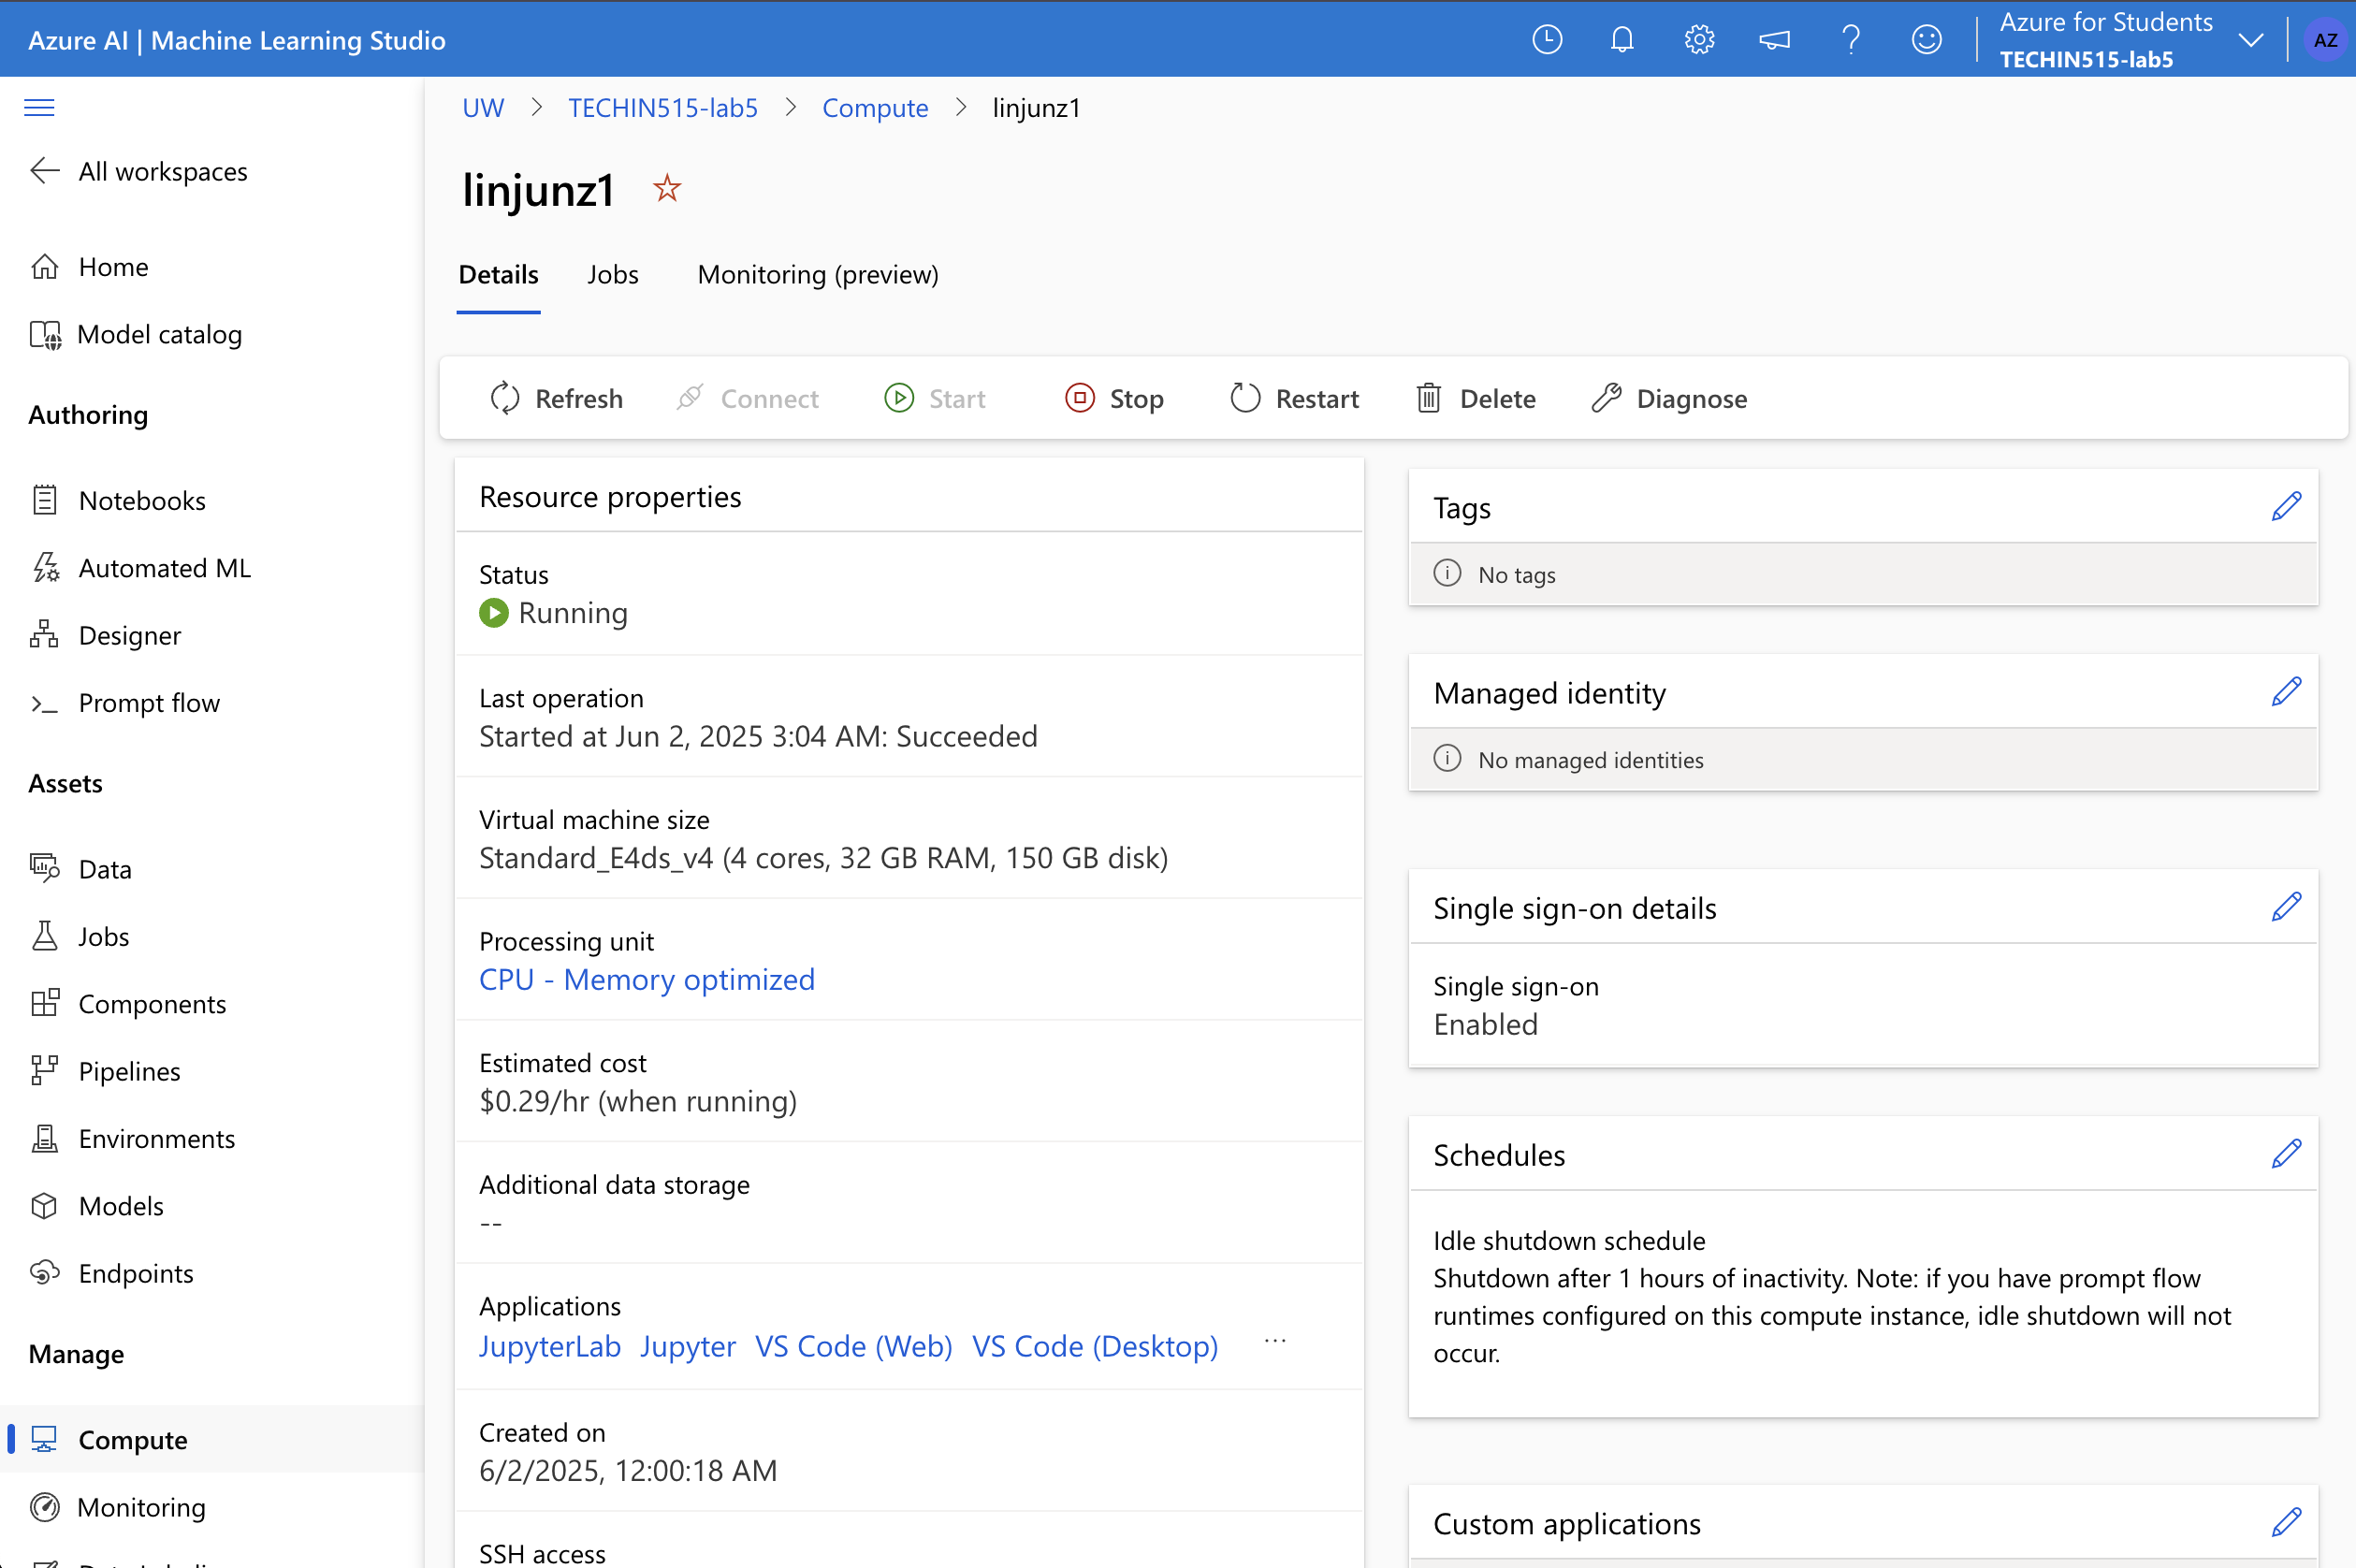 Azure AI | Machine Learning Studio
Azure for Students
TECHIN515-lab5
AZ
All workspaces
Home
Model catalog
Authoring
Notebooks
Automated ML
Designer
Prompt flow
Assets
Data
Jobs
Components
Pipelines
Environments
Models
Endpoints
Manage
Compute
Monitoring
UW > TECHIN515-lab5 > Compute > linjunz1
linjunz1
Details Jobs Monitoring (preview)
Refresh Connect Start Stop Restart Delete Diagnose
Resource properties
Status
Running
Last operation
Started at Jun 2, 2025 3:04 AM: Succeeded
Virtual machine size
Standard_E4ds_v4 (4 cores, 32 GB RAM, 150 GB disk)
Processing unit
CPU - Memory optimized
Estimated cost
$0.29/hr (when running)
Additional data storage
--
Applications
JupyterLab Jupyter VS Code (Web) VS Code (Desktop) ...
Created on
6/2/2025, 12:00:18 AM
SSH access
Tags
No tags
Managed identity
No managed identities
Single sign-on details
Single sign-on
Enabled
Schedules
Idle shutdown schedule
Shutdown after 1 hours of inactivity. Note: if you have prompt flow
runtimes configured on this compute instance, idle shutdown will not
occur.
Custom applications